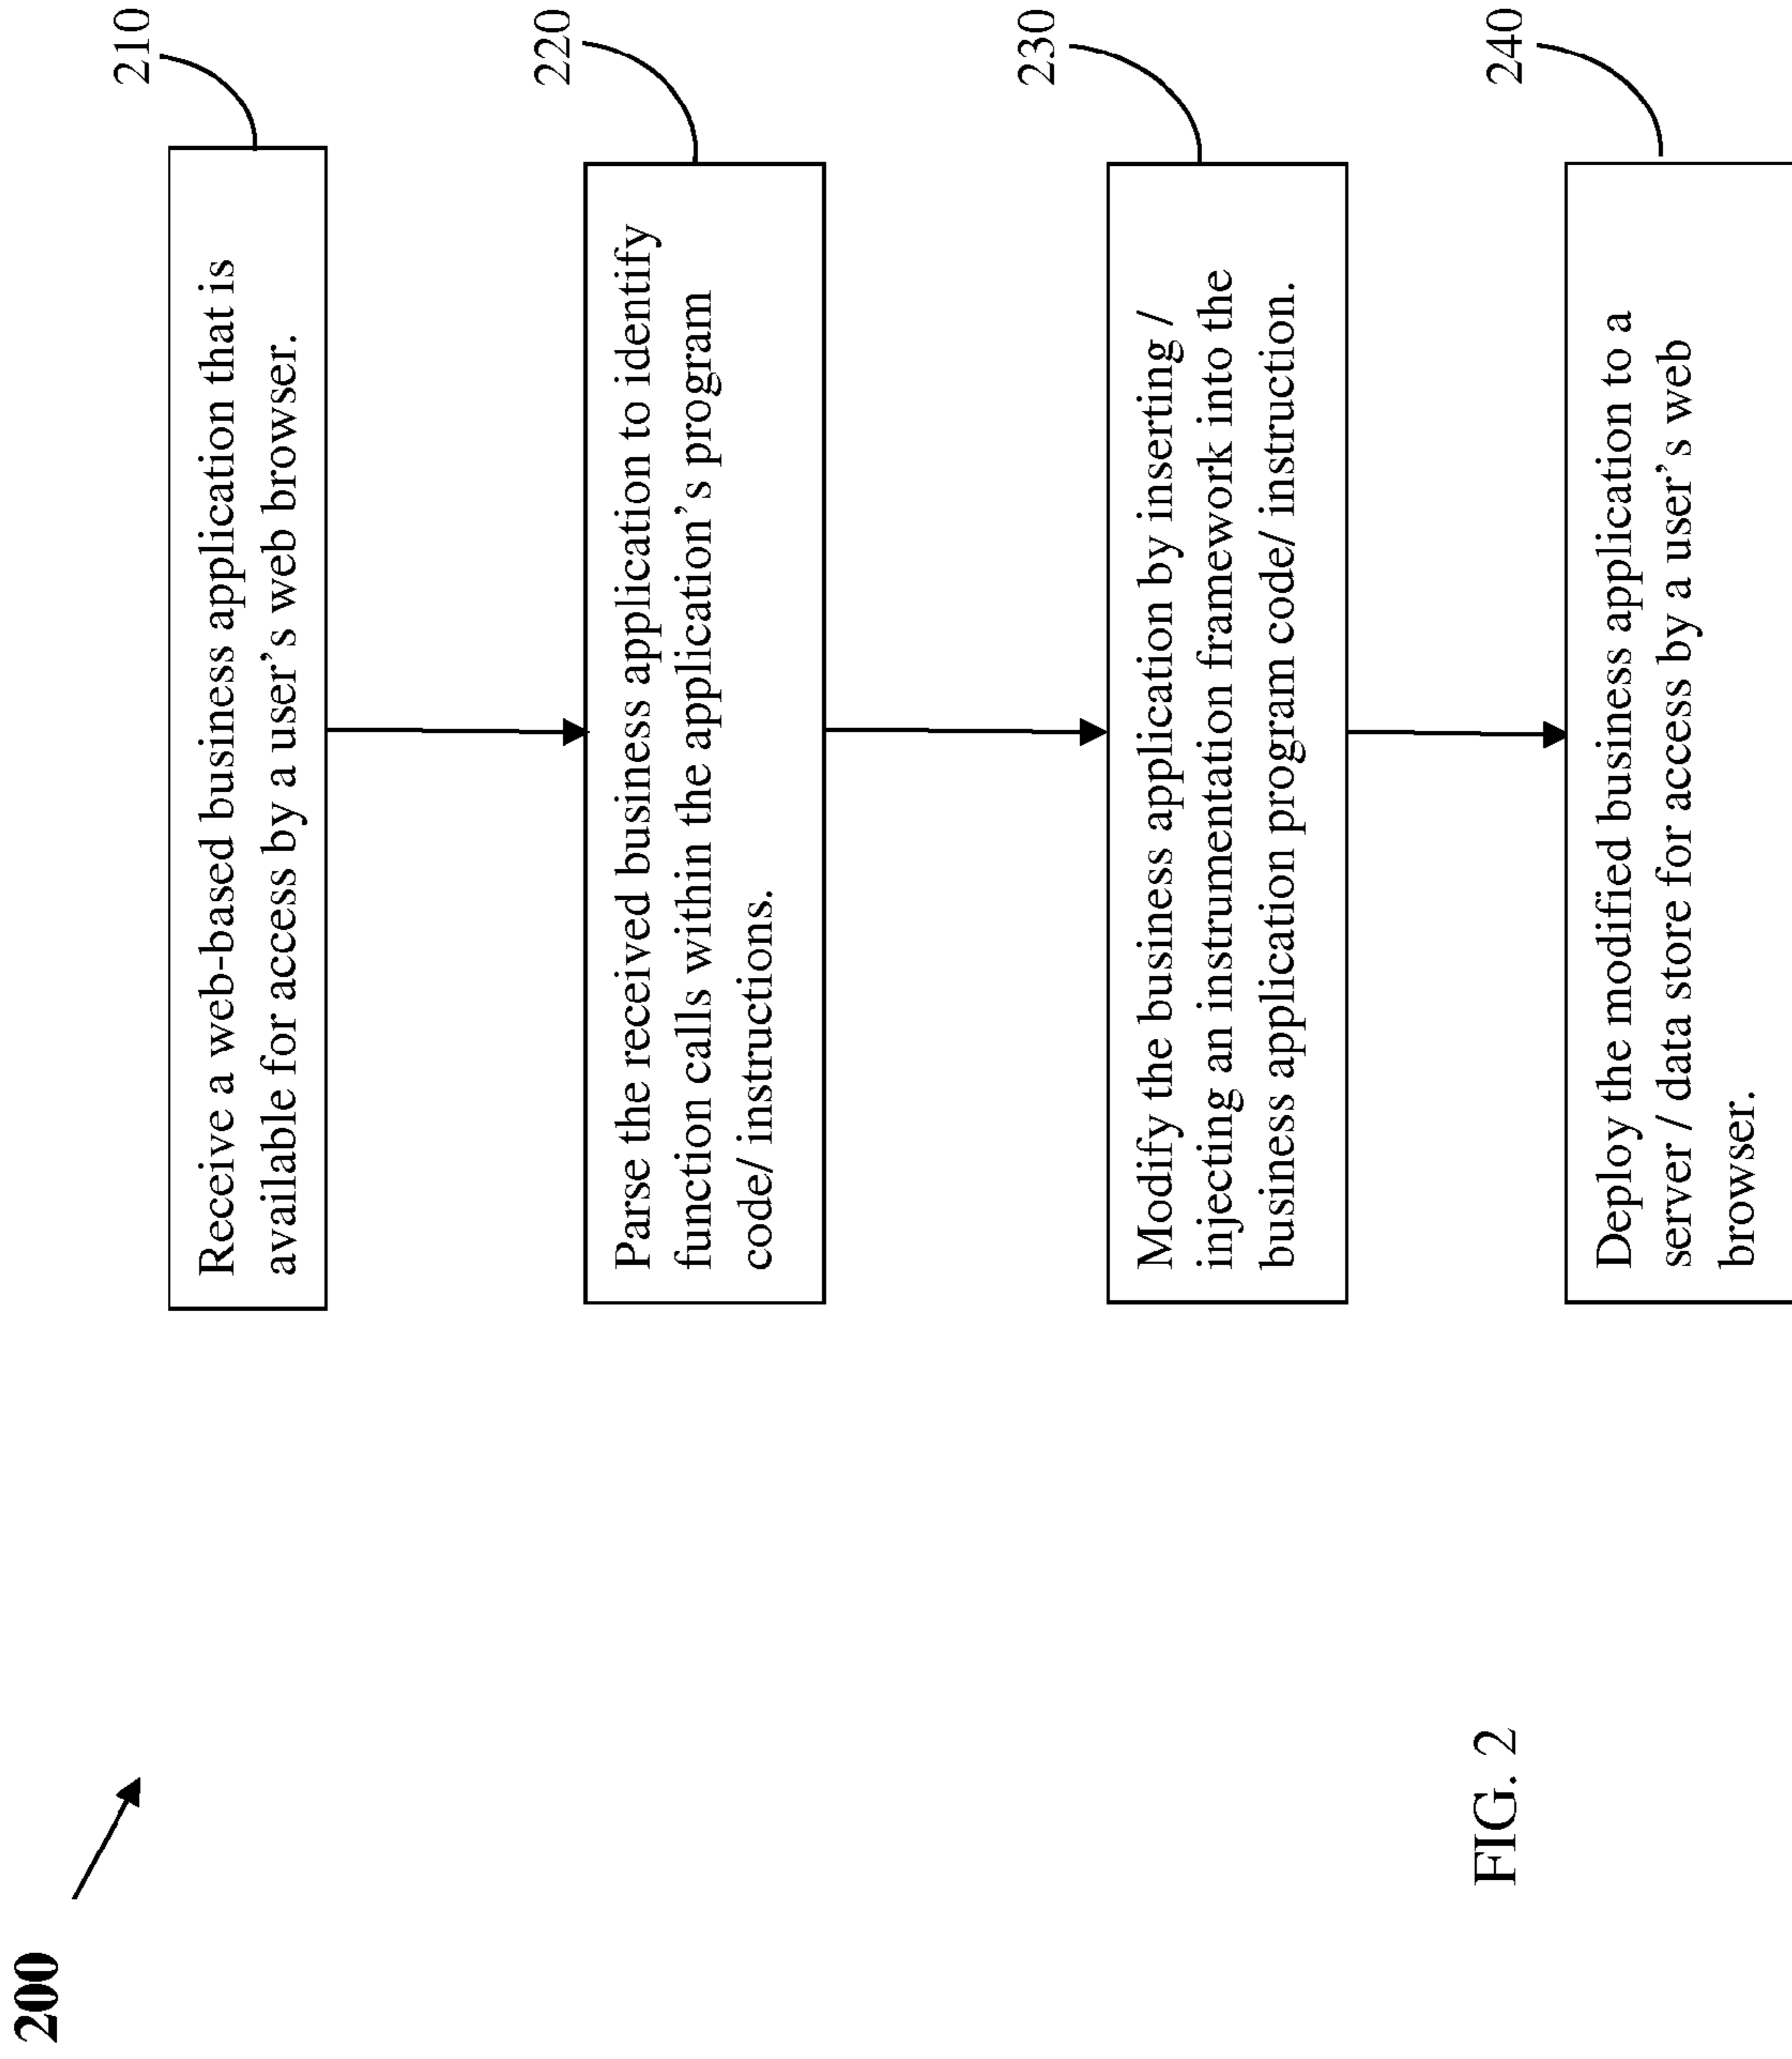 200
210
Receive a web-based business application that is
available for access by a user's web browser.
220
Parse the received business application to identify
function calls within the application's program
code/ instructions.
230
Modify the business application by inserting /
injecting an instrumentation framework into the
business application program code/ instruction.
240
Deploy the modified business application to a
server / data store for access by a user's web
browser.
FIG. 2